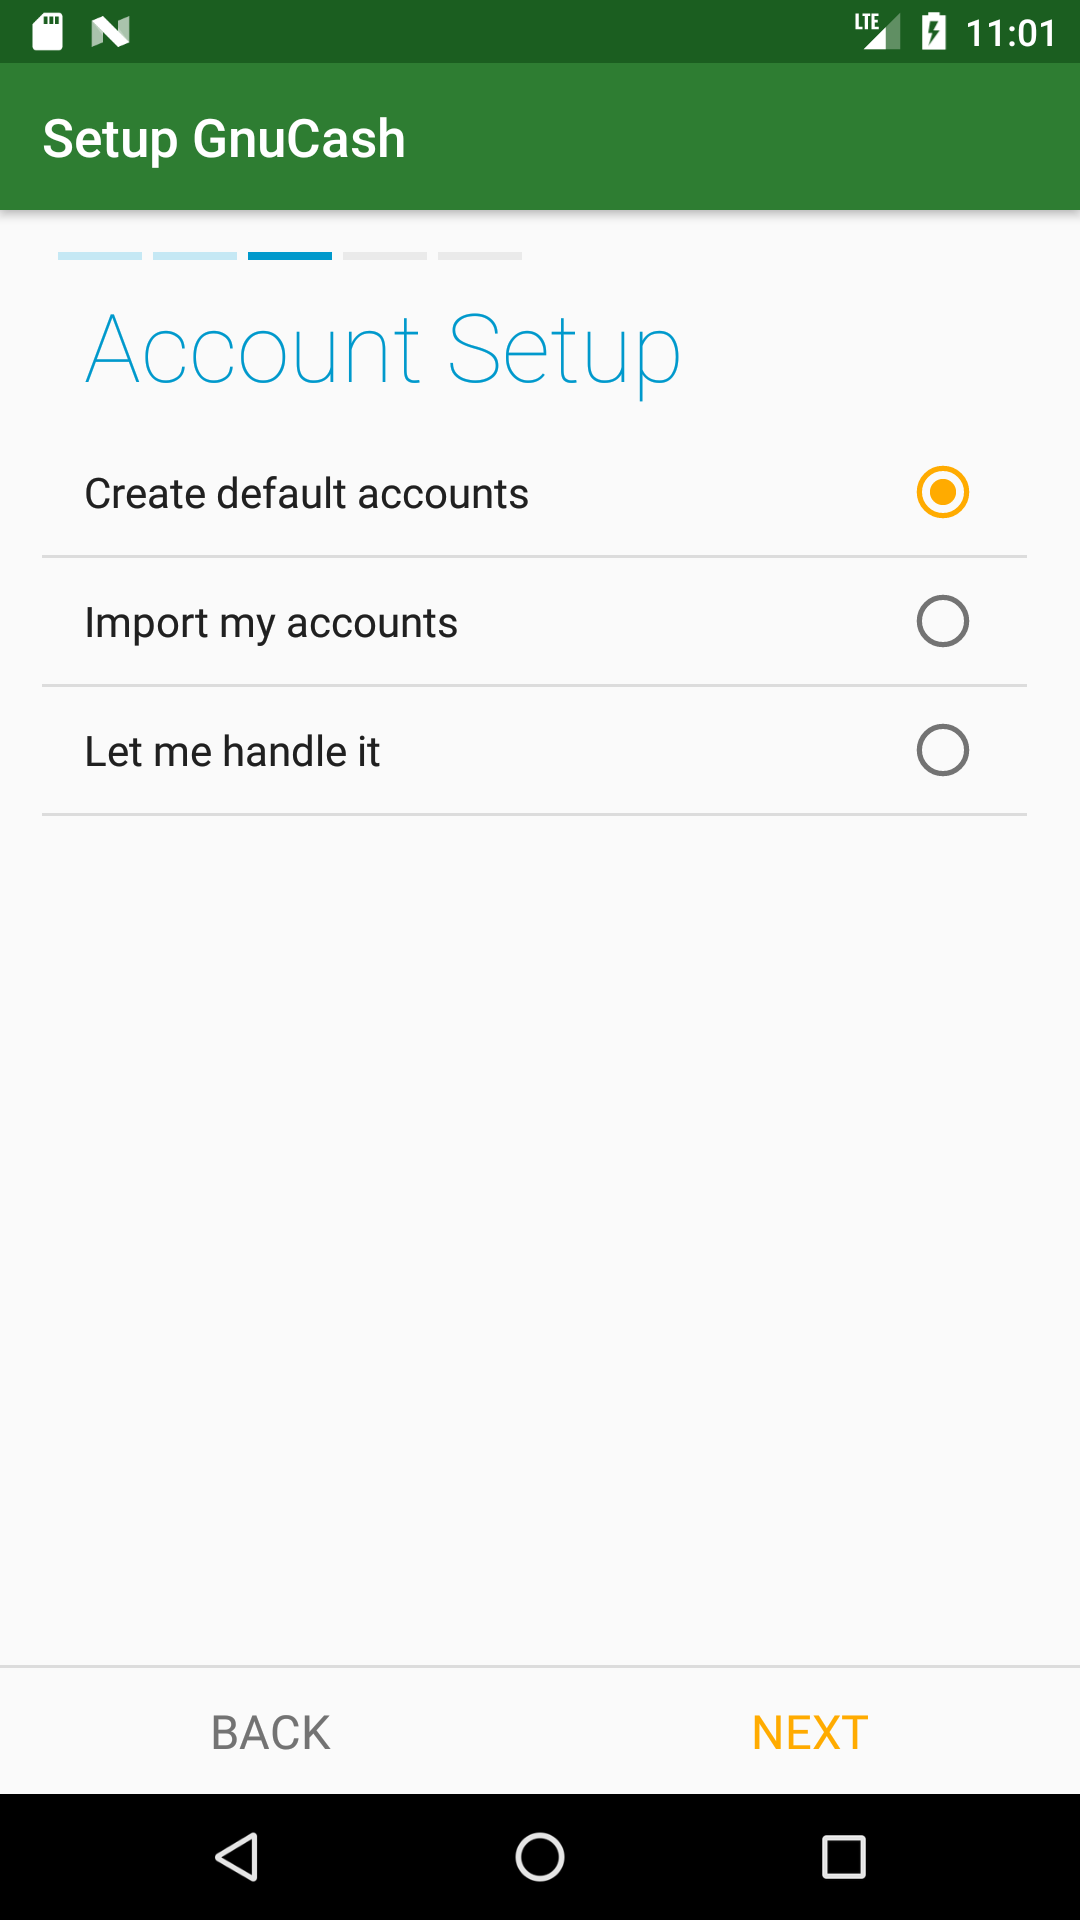 LTE 11:01
Setup GnuCash
Account Setup
Create default accounts
Import my accounts
Let me handle it
BACK NEXT